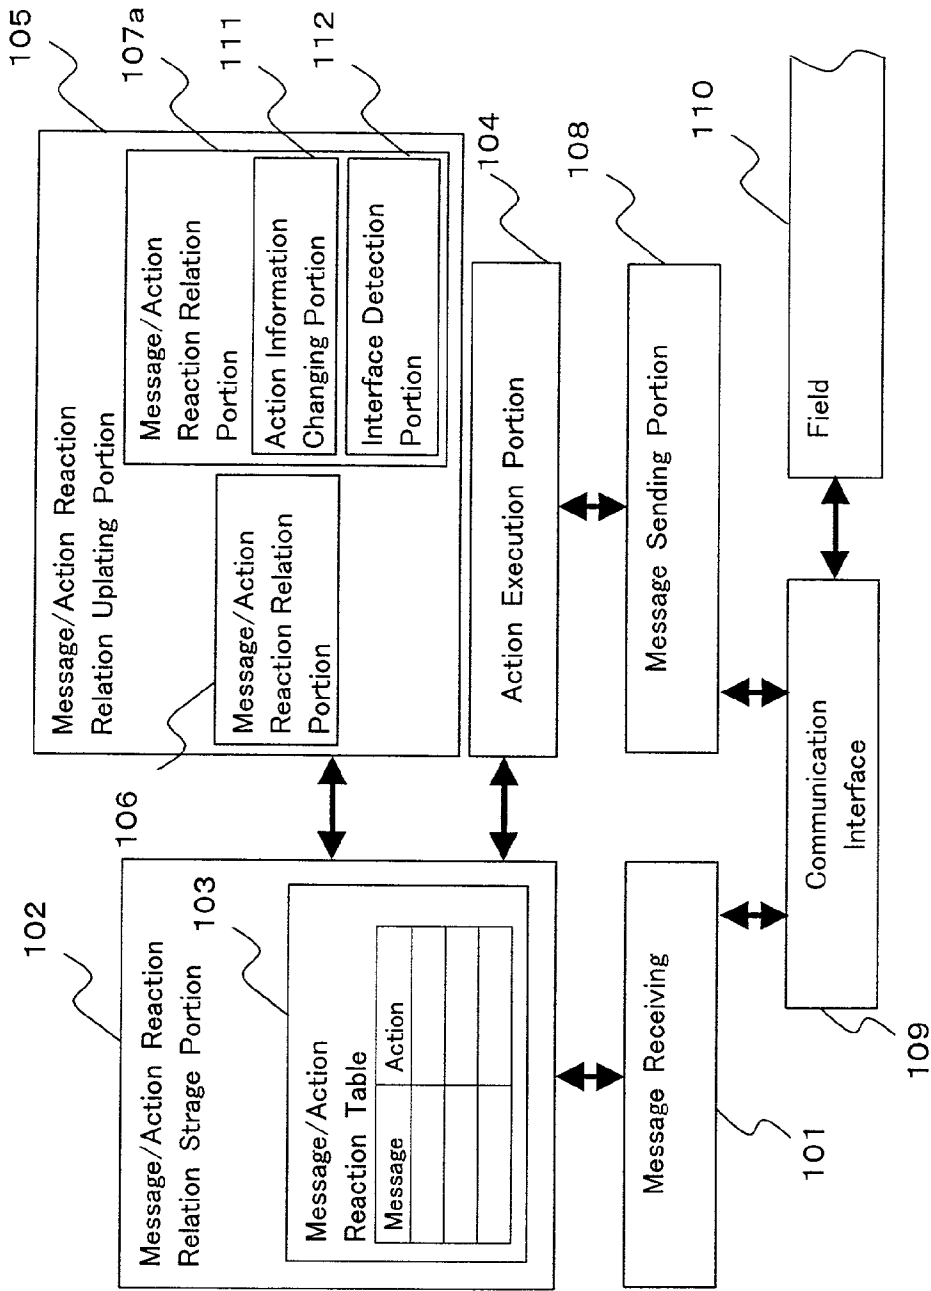 102
Message/Action Reaction
Relation Strage Portion
103
Message/Action
Reaction Table
Message
Action
Message Receiving
101
105
Message/Action Reaction
Relation Uplating Portion
106
Message/Action
Reaction Relation
Portion
107a
Message/Action
Reaction Relation
Portion
111
Action Information
Changing Portion
112
Interface Detection
Portion
104
Action Execution Portion
108
Message Sending Portion
109
Communication
Interface
110
Field